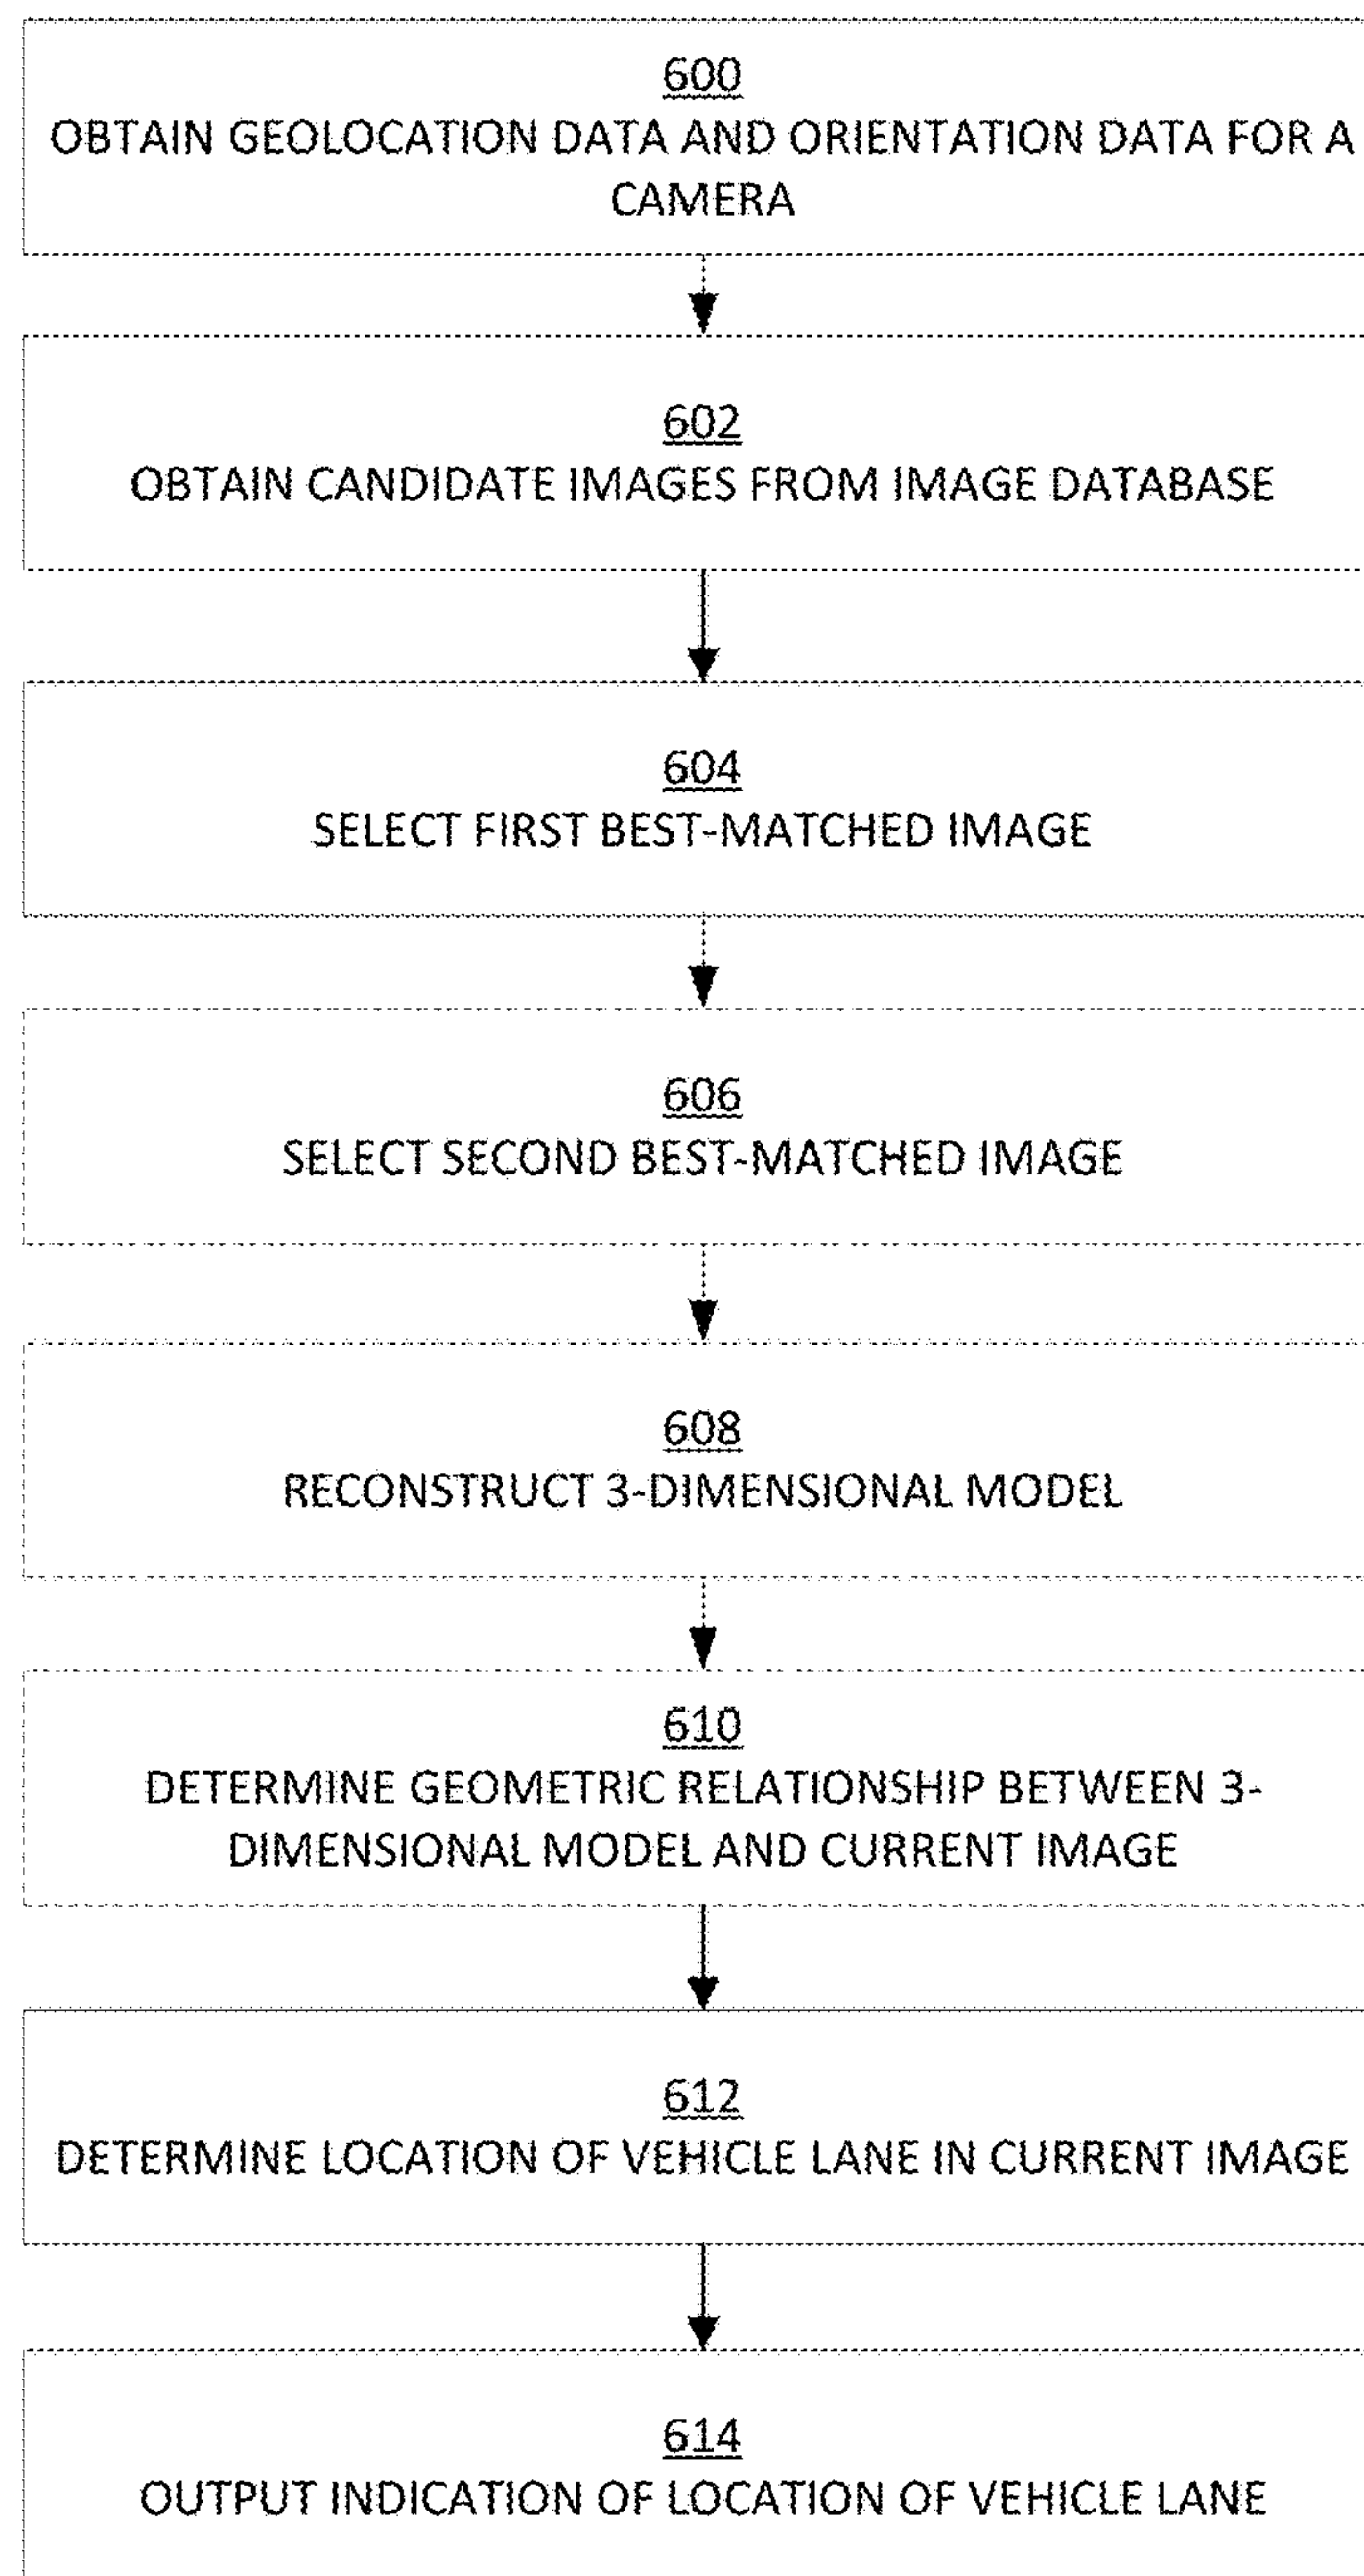 600
OBTAIN GEOLOCATION DATA AND ORIENTATION DATA FOR A
CAMERA
602
OBTAIN CANDIDATE IMAGES FROM IMAGE DATABASE
604
SELECT FIRST BEST-MATCHED IMAGE
606
SELECT SECOND BEST-MATCHED IMAGE
608
RECONSTRUCT 3-DIMENSIONAL MODEL
610
DETERMINE GEOMETRIC RELATIONSHIP BETWEEN 3-
DIMENSIONAL MODEL AND CURRENT IMAGE
612
DETERMINE LOCATION OF VEHICLE LANE IN CURRENT IMAGE
614
OUTPUT INDICATION OF LOCATION OF VEHICLE LANE